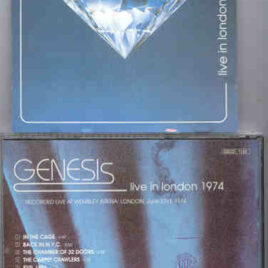 live in london
GENESIS
live in london 1974
RECORDED LIVE AT WEMBLEY ARENA, LONDON,
IN THE CAGE
BACK IN N.Y.C.
THE CHAMBER OF 32 DOORS
THE CARPET CRAWLERS